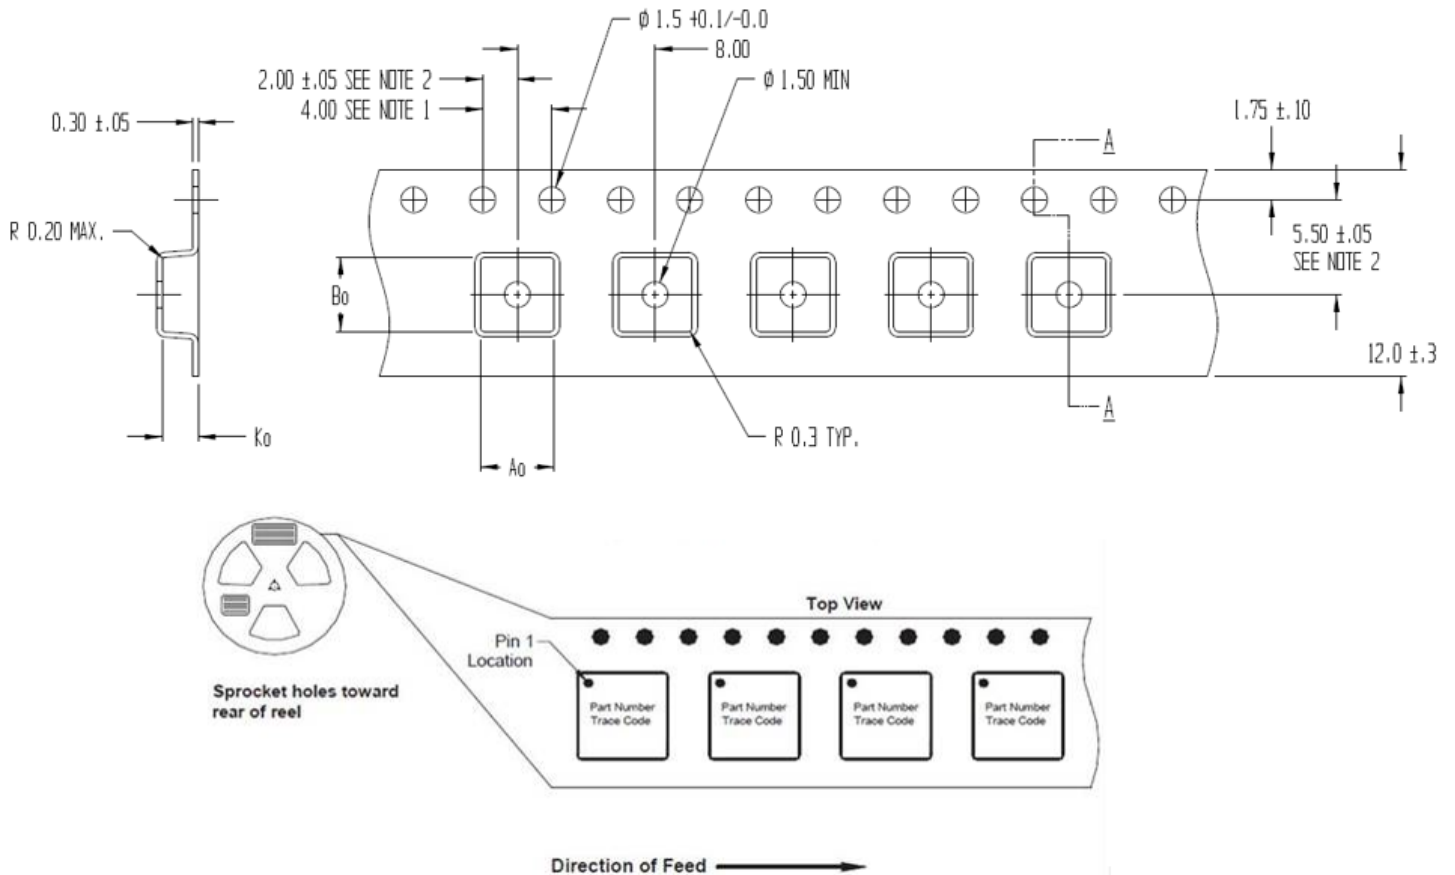 ϕ 1.5 +0.1/-0.0
8.00
2.00 ±.05 SEE NOTE 2
ϕ 1.50 MIN
4.00 SEE NOTE 1
0.30 ±.05
1.75 ±.10
A
R 0.20 MAX.
5.50 ±.05
SEE NOTE 2
Bo
12.0 ±.3
A
Ko
R 0.3 TYP.
Ao
Top View
Pin 1
Location
Sprocket holes toward
rear of reel
Part Number
Trace Code
Part Number
Trace Code
Part Number
Trace Code
Part Number
Trace Code
Direction of Feed